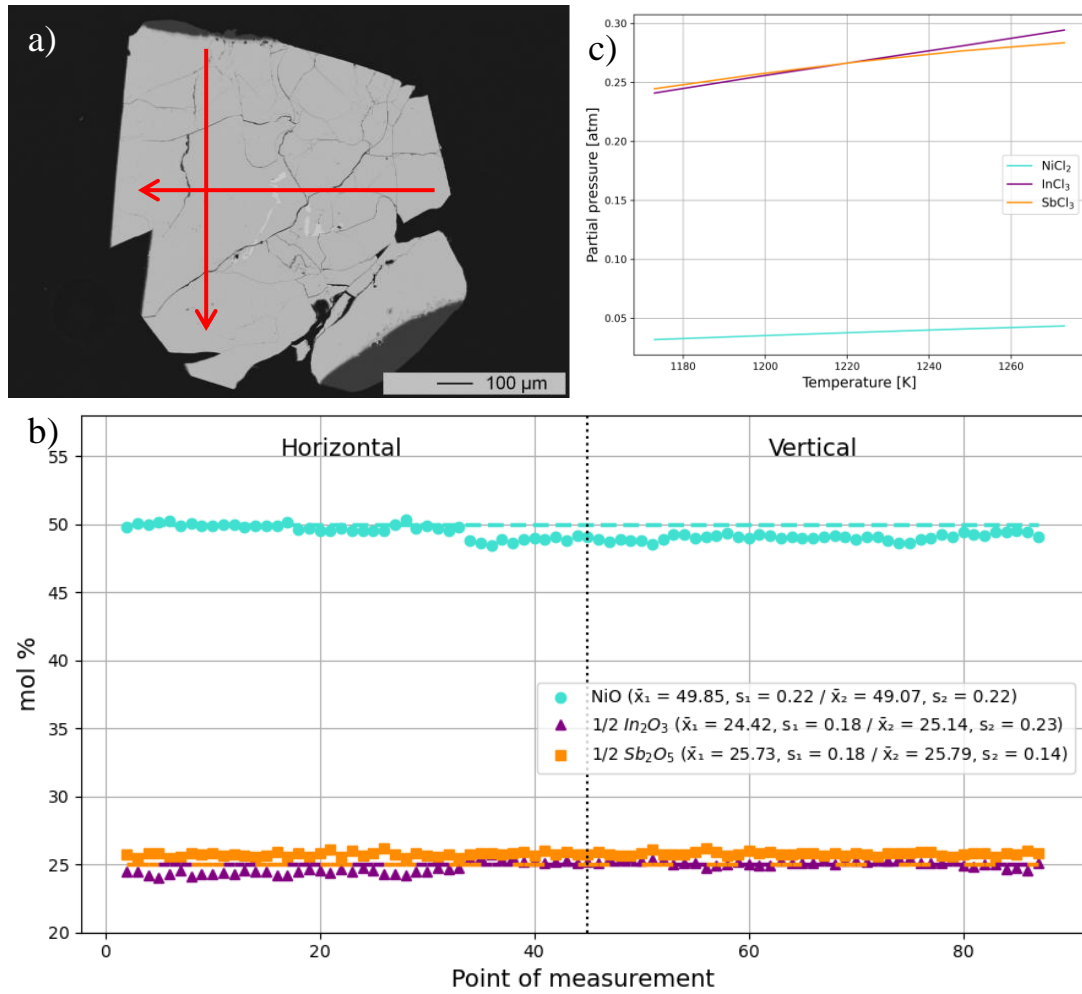 a)
100 µm
c)
0.30
0.25
0.20
0.15
0.10
0.05
Partial pressure [atm]
NiCl₂
InCl₃
SbCl₃
1180 1200 1220 1240 1260
Temperature [K]
b)
Horizontal Vertical
55
50
45
40
35
30
25
20
mol %
NiO (x̄₁ = 49.85, s₁ = 0.22 / x̄₂ = 49.07, s₂ = 0.22)
1/2 In₂O₃ (x̄₁ = 24.42, s₁ = 0.18 / x̄₂ = 25.14, s₂ = 0.23)
1/2 Sb₂O₅ (x̄₁ = 25.73, s₁ = 0.18 / x̄₂ = 25.79, s₂ = 0.14)
0 20 40 60 80
Point of measurement